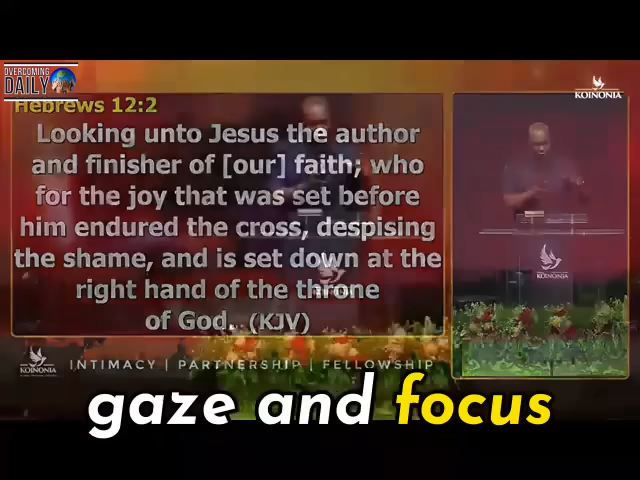 OVERCOMING
DAILY
KOINONIA
Hebrews 12:2
Looking unto Jesus the author
and finisher of [our] faith; who
for the joy that was set before
him endured the cross, despising
the shame, and is set down at the
right hand of the throne
of God. (KJV)
KOINONIA
KOINONIA
INTIMACY | PARTNERSHIP | FELLOWSHIP
gaze and focus